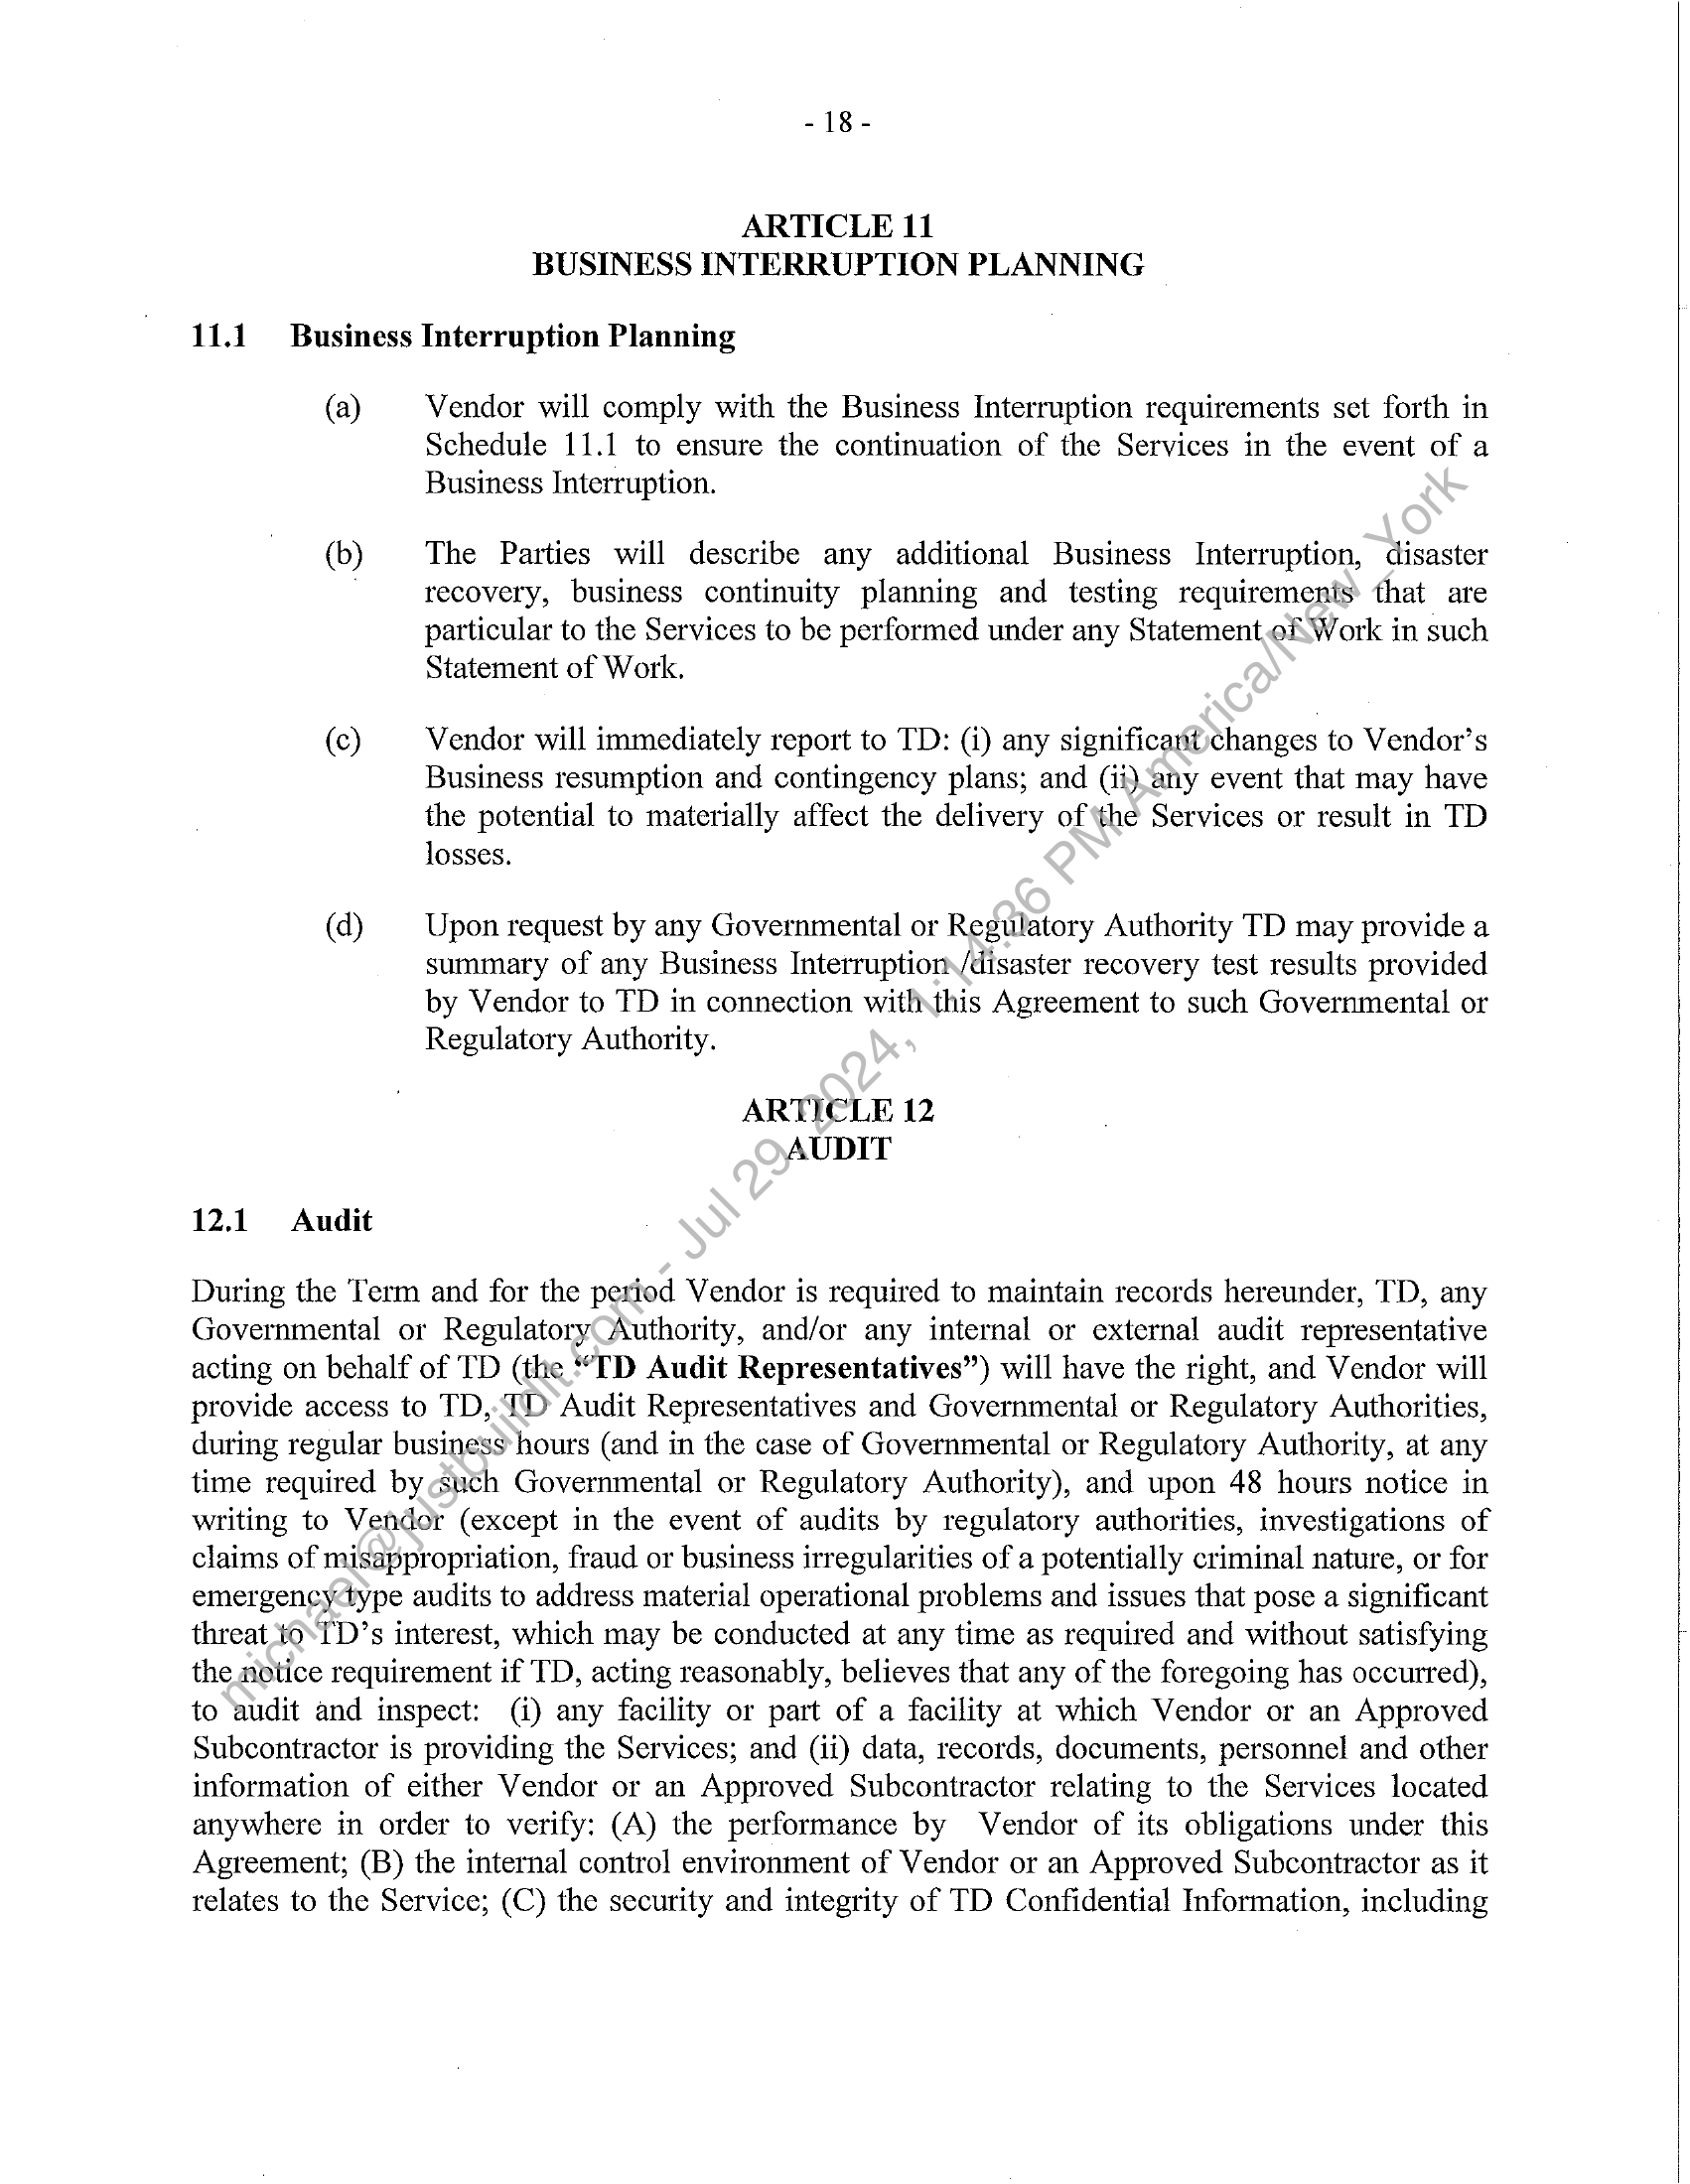 - 18 -
ARTICLE 11
BUSINESS INTERRUPTION PLANNING
11.1 Business Interruption Planning
(a) Vendor will comply with the Business Interruption requirements set forth in
Schedule 11.1 to ensure the continuation of the Services in the event of a
Business Interruption.
(b) The Parties will describe any additional Business Interruption, disaster
recovery, business continuity planning and testing requirements that are
particular to the Services to be performed under any Statement of Work in such
Statement of Work.
(c) Vendor will immediately report to TD: (i) any significant changes to Vendor's
Business resumption and contingency plans; and (ii) any event that may have
the potential to materially affect the delivery of the Services or result in TD
losses.
(d) Upon request by any Governmental or Regulatory Authority TD may provide a
summary of any Business Interruption /disaster recovery test results provided
by Vendor to TD in connection with this Agreement to such Governmental or
Regulatory Authority.
ARTICLE 12
AUDIT
12.1 Audit
During the Term and for the period Vendor is required to maintain records hereunder, TD, any
Governmental or Regulatory Authority, and/or any internal or external audit representative
acting on behalf of TD (the “TD Audit Representatives”) will have the right, and Vendor will
provide access to TD, TD Audit Representatives and Governmental or Regulatory Authorities,
during regular business hours (and in the case of Governmental or Regulatory Authority, at any
time required by such Governmental or Regulatory Authority), and upon 48 hours notice in
writing to Vendor (except in the event of audits by regulatory authorities, investigations of
claims of misappropriation, fraud or business irregularities of a potentially criminal nature, or for
emergency type audits to address material operational problems and issues that pose a significant
threat to TD's interest, which may be conducted at any time as required and without satisfying
the notice requirement if TD, acting reasonably, believes that any of the foregoing has occurred),
to audit and inspect: (i) any facility or part of a facility at which Vendor or an Approved
Subcontractor is providing the Services; and (ii) data, records, documents, personnel and other
information of either Vendor or an Approved Subcontractor relating to the Services located
anywhere in order to verify: (A) the performance by Vendor of its obligations under this
Agreement; (B) the internal control environment of Vendor or an Approved Subcontractor as it
relates to the Service; (C) the security and integrity of TD Confidential Information, including
michael@justbuildit.com - Jul 29, 2024, 1:14:36 PM America/New_York